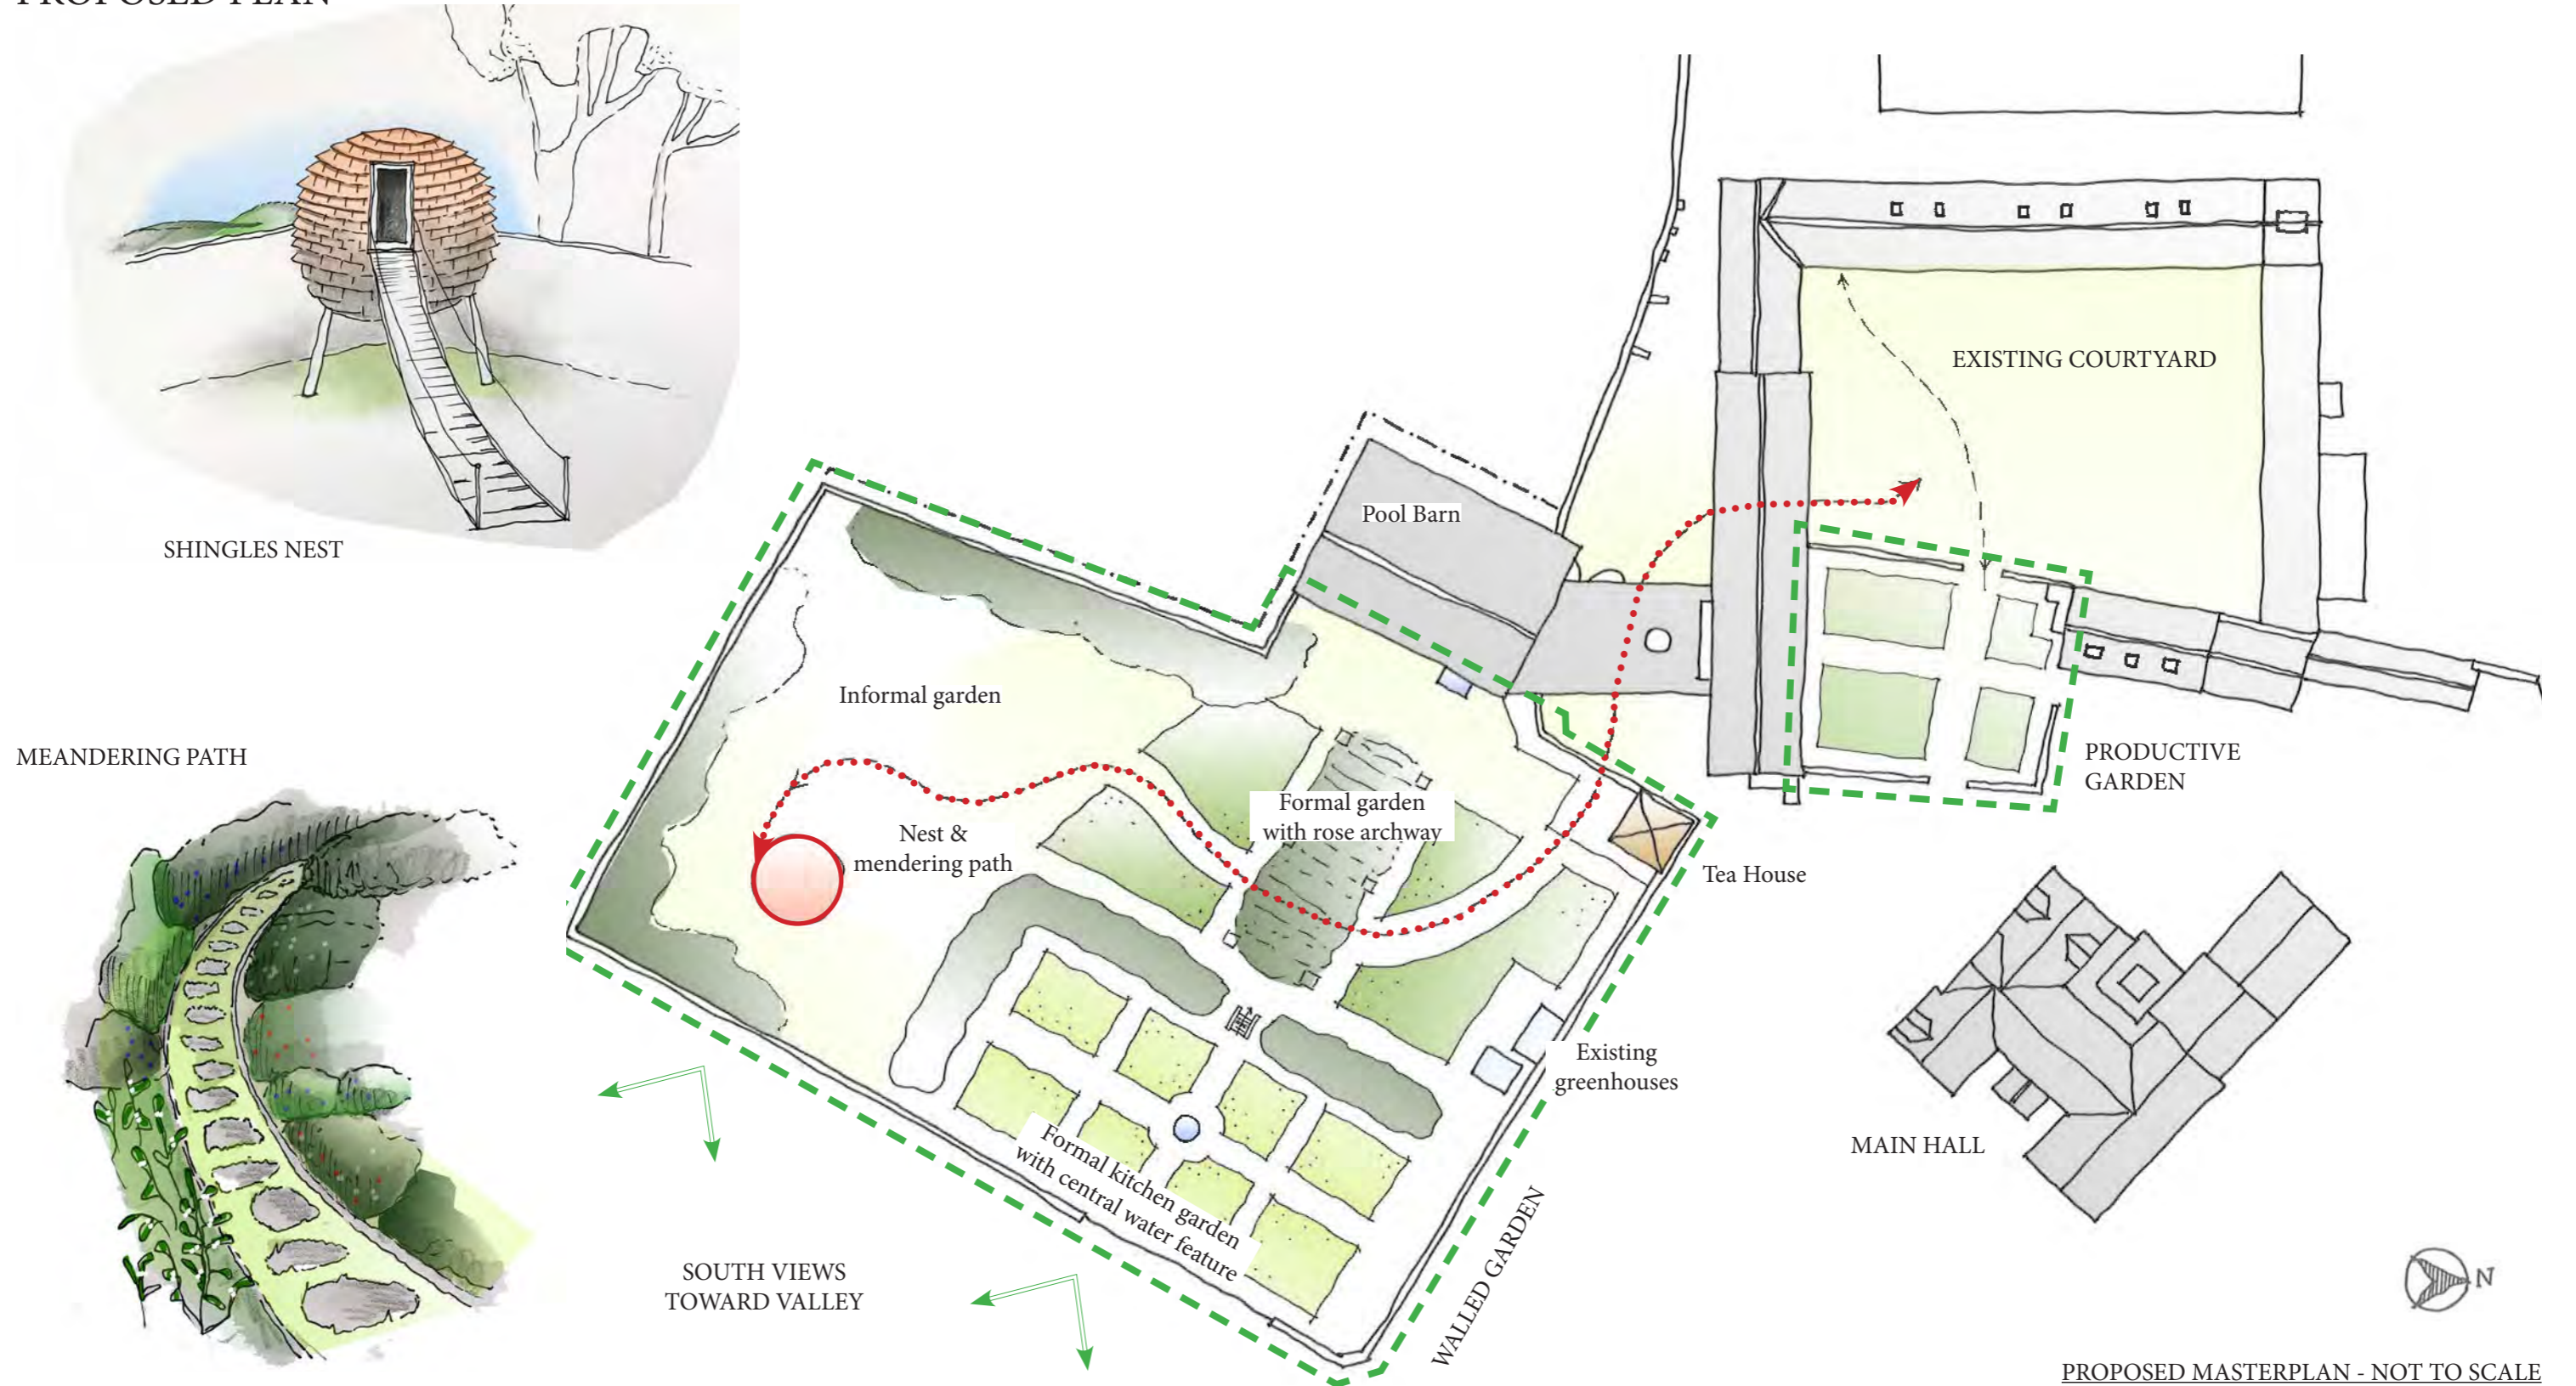 PROPOSED PLAN
SHINGLES NEST
MEANDERING PATH
EXISTING COURTYARD
Pool Barn
Informal garden
Nest &
mendering path
Formal garden
with rose archway
PRODUCTIVE
GARDEN
Tea House
Existing
greenhouses
Formal kitchen garden
with central water feature
MAIN HALL
WALLED GARDEN
SOUTH VIEWS
TOWARD VALLEY
N
PROPOSED MASTERPLAN - NOT TO SCALE